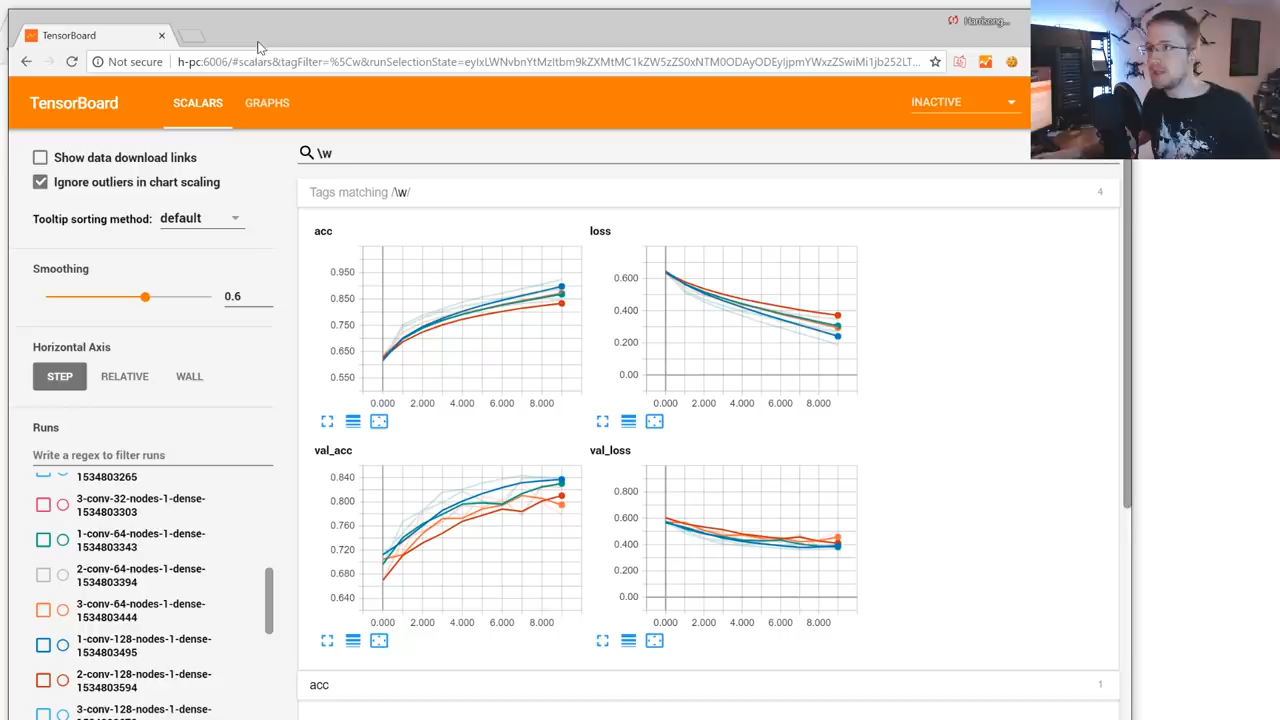 TensorBoard
Harrisong...
Not secure
h-pc:6006/#scalars&tagFilter=%5Cw&runSelectionState=eyIxLWNvbnYtMzItbm9kZXMtMC1kZW5zZS0xNTM0ODAyODEyIjpmYWxzZSwiMi1jb252LT...
TensorBoard
SCALARS
GRAPHS
INACTIVE
Show data download links
Ignore outliers in chart scaling
Tooltip sorting method:
default
Smoothing
0.6
Horizontal Axis
STEP
RELATIVE
WALL
Runs
Write a regex to filter runs
1534803265
3-conv-32-nodes-1-dense-
1534803303
1-conv-64-nodes-1-dense-
1534803343
2-conv-64-nodes-1-dense-
1534803394
3-conv-64-nodes-1-dense-
1534803444
1-conv-128-nodes-1-dense-
1534803495
2-conv-128-nodes-1-dense-
1534803594
3-conv-128-nodes-1-dense-
\w
Tags matching /\w/
4
acc
0.950
0.850
0.750
0.650
0.550
0.000 2.000 4.000 6.000 8.000
loss
0.600
0.400
0.200
0.00
0.000 2.000 4.000 6.000 8.000
val_acc
0.840
0.800
0.760
0.720
0.680
0.640
0.000 2.000 4.000 6.000 8.000
val_loss
0.800
0.600
0.400
0.200
0.00
0.000 2.000 4.000 6.000 8.000
acc
1